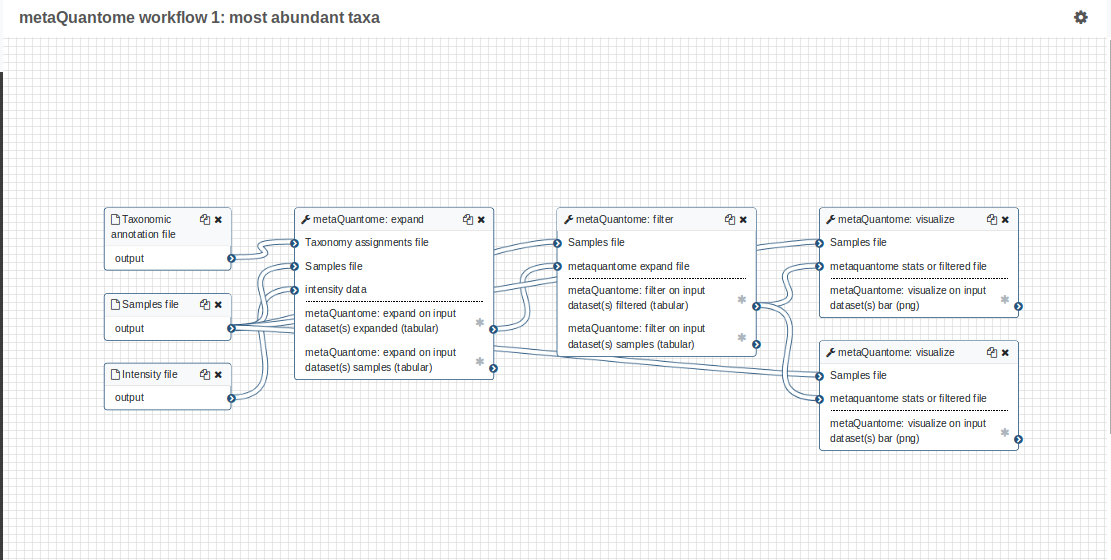 metaQuantome workflow 1: most abundant taxa
Taxonomic
annotation file
output
Samples file
output
Intensity file
output
metaQuantome: expand
Taxonomy assignments file
Samples file
intensity data
metaQuantome: expand on input
dataset(s) expanded (tabular)
metaQuantome: expand on input
dataset(s) samples (tabular)
metaQuantome: filter
Samples file
metaquantome expand file
metaQuantome: filter on input
dataset(s) filtered (tabular)
metaQuantome: filter on input
dataset(s) samples (tabular)
metaQuantome: visualize
Samples file
metaquantome stats or filtered file
metaQuantome: visualize on input
dataset(s) bar (png)
metaQuantome: visualize
Samples file
metaquantome stats or filtered file
metaQuantome: visualize on input
dataset(s) bar (png)